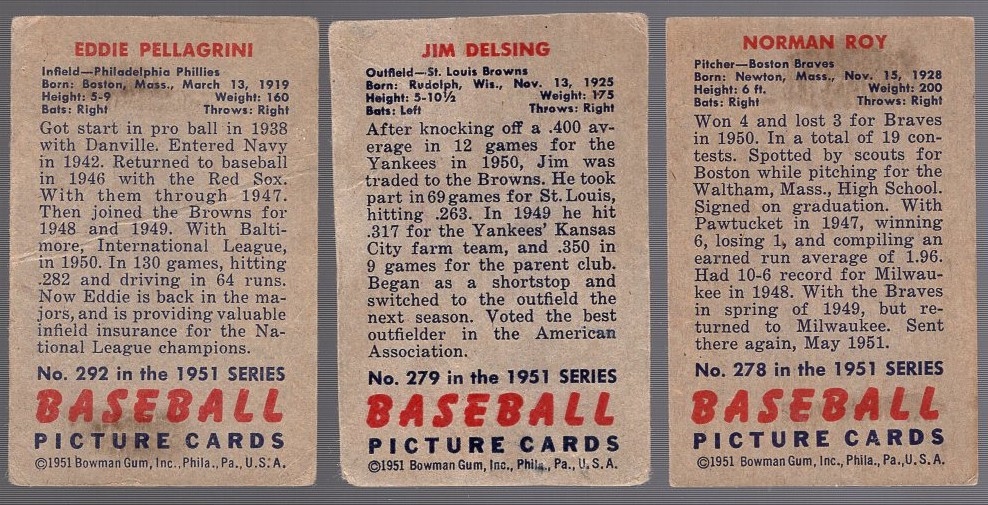 EDDIE PELLAGRINI
Infield—Philadelphia Phillies
Born: Boston, Mass., March 13, 1919
Height: 5-9 Weight: 160
Bats: Right Throws: Right
Got start in pro ball in 1938
with Danville. Entered Navy
in 1942. Returned to baseball
in 1946 with the Red Sox.
With them through 1947.
Then joined the Browns for
1948 and 1949. With Balti-
more, International League,
in 1950. In 130 games, hitting
.282 and driving in 64 runs.
Now Eddie is back in the ma-
jors, and is providing valuable
infield insurance for the Na-
tional League champions.
No. 292 in the 1951 SERIES
BASEBALL
PICTURE CARDS
©1951 Bowman Gum, Inc., Phila., Pa., U.S.A.
JIM DELSING
Outfield—St. Louis Browns
Born: Rudolph, Wis., Nov. 13, 1925
Height: 5-10½ Weight: 175
Bats: Left Throws: Right
After knocking off a .400 av-
erage in 12 games for the
Yankees in 1950, Jim was
traded to the Browns. He took
part in 69 games for St. Louis,
hitting .263. In 1949 he hit
.317 for the Yankees' Kansas
City farm team, and .350 in
9 games for the parent club.
Began as a shortstop and
switched to the outfield the
next season. Voted the best
outfielder in the American
Association.
No. 279 in the 1951 SERIES
BASEBALL
PICTURE CARDS
©1951 Bowman Gum, Inc., Phila., Pa., U.S.A.
NORMAN ROY
Pitcher—Boston Braves
Born: Newton, Mass., Nov. 15, 1928
Height: 6 ft. Weight: 200
Bats: Right Throws: Right
Won 4 and lost 3 for Braves
in 1950. In a total of 19 con-
tests. Spotted by scouts for
Boston while pitching for the
Waltham, Mass., High School.
Signed on graduation. With
Pawtucket in 1947, winning
6, losing 1, and compiling an
earned run average of 1.96.
Had 10-6 record for Milwau-
kee in 1948. With the Braves
in spring of 1949, but re-
turned to Milwaukee. Sent
there again, May 1951.
No. 278 in the 1951 SERIES
BASEBALL
PICTURE CARDS
©1951 Bowman Gum, Inc., Phila., Pa., U.S.A.